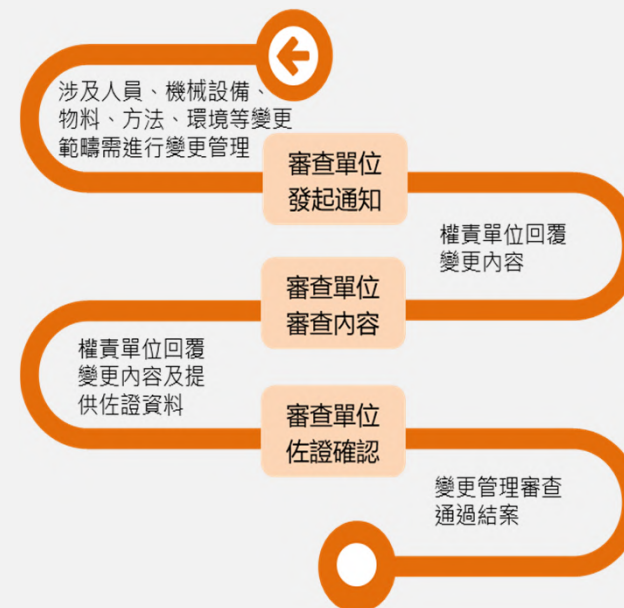 涉及人員、機械設備、
物料、方法、環境等變更
範疇需進行變更管理
審查單位
發起通知
權責單位回覆
變更內容
審查單位
審查內容
權責單位回覆
變更內容及提
供佐證資料
審查單位
佐證確認
變更管理審查
通過結案